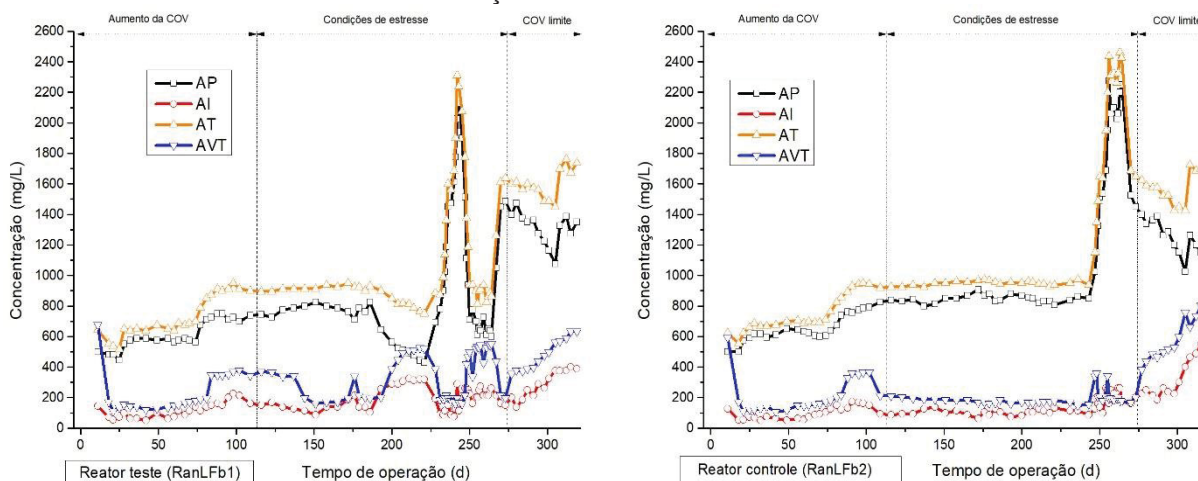 Aumento da COV
Condições de estresse
COV limite
2600
2400
2200
2000
1800
1600
1400
1200
1000
800
600
400
200
0
Concentração (mg/L)
AP
AI
AT
AVT
0
50
100
150
200
250
300
Reator teste (RanLFb1)
Tempo de operação (d)
Aumento da COV
Condições de estresse
COV limite
2600
2400
2200
2000
1800
1600
1400
1200
1000
800
600
400
200
0
Concentração (mg/L)
AP
AI
AT
AVT
0
50
100
150
200
250
300
Reator controle (RanLFb2)
Tempo de operação (d)